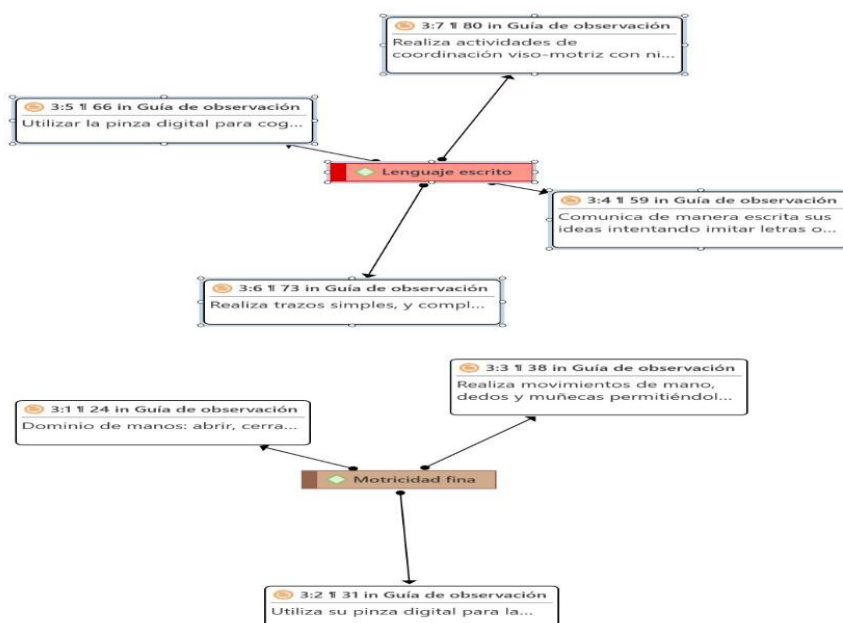 3:7 ¶ 80 in Guía de observación
Realiza actividades de
coordinación viso-motriz con ni...
3:5 ¶ 66 in Guía de observación
Utilizar la pinza digital para cog...
Lenguaje escrito
3:4 ¶ 59 in Guía de observación
Comunica de manera escrita sus
ideas intentando imitar letras o...
3:6 ¶ 73 in Guía de observación
Realiza trazos simples, y compl...
3:3 ¶ 38 in Guía de observación
Realiza movimientos de mano,
dedos y muñecas permitiéndol...
3:1 ¶ 24 in Guía de observación
Dominio de manos: abrir, cerra...
Motricidad fina
3:2 ¶ 31 in Guía de observación
Utiliza su pinza digital para la...